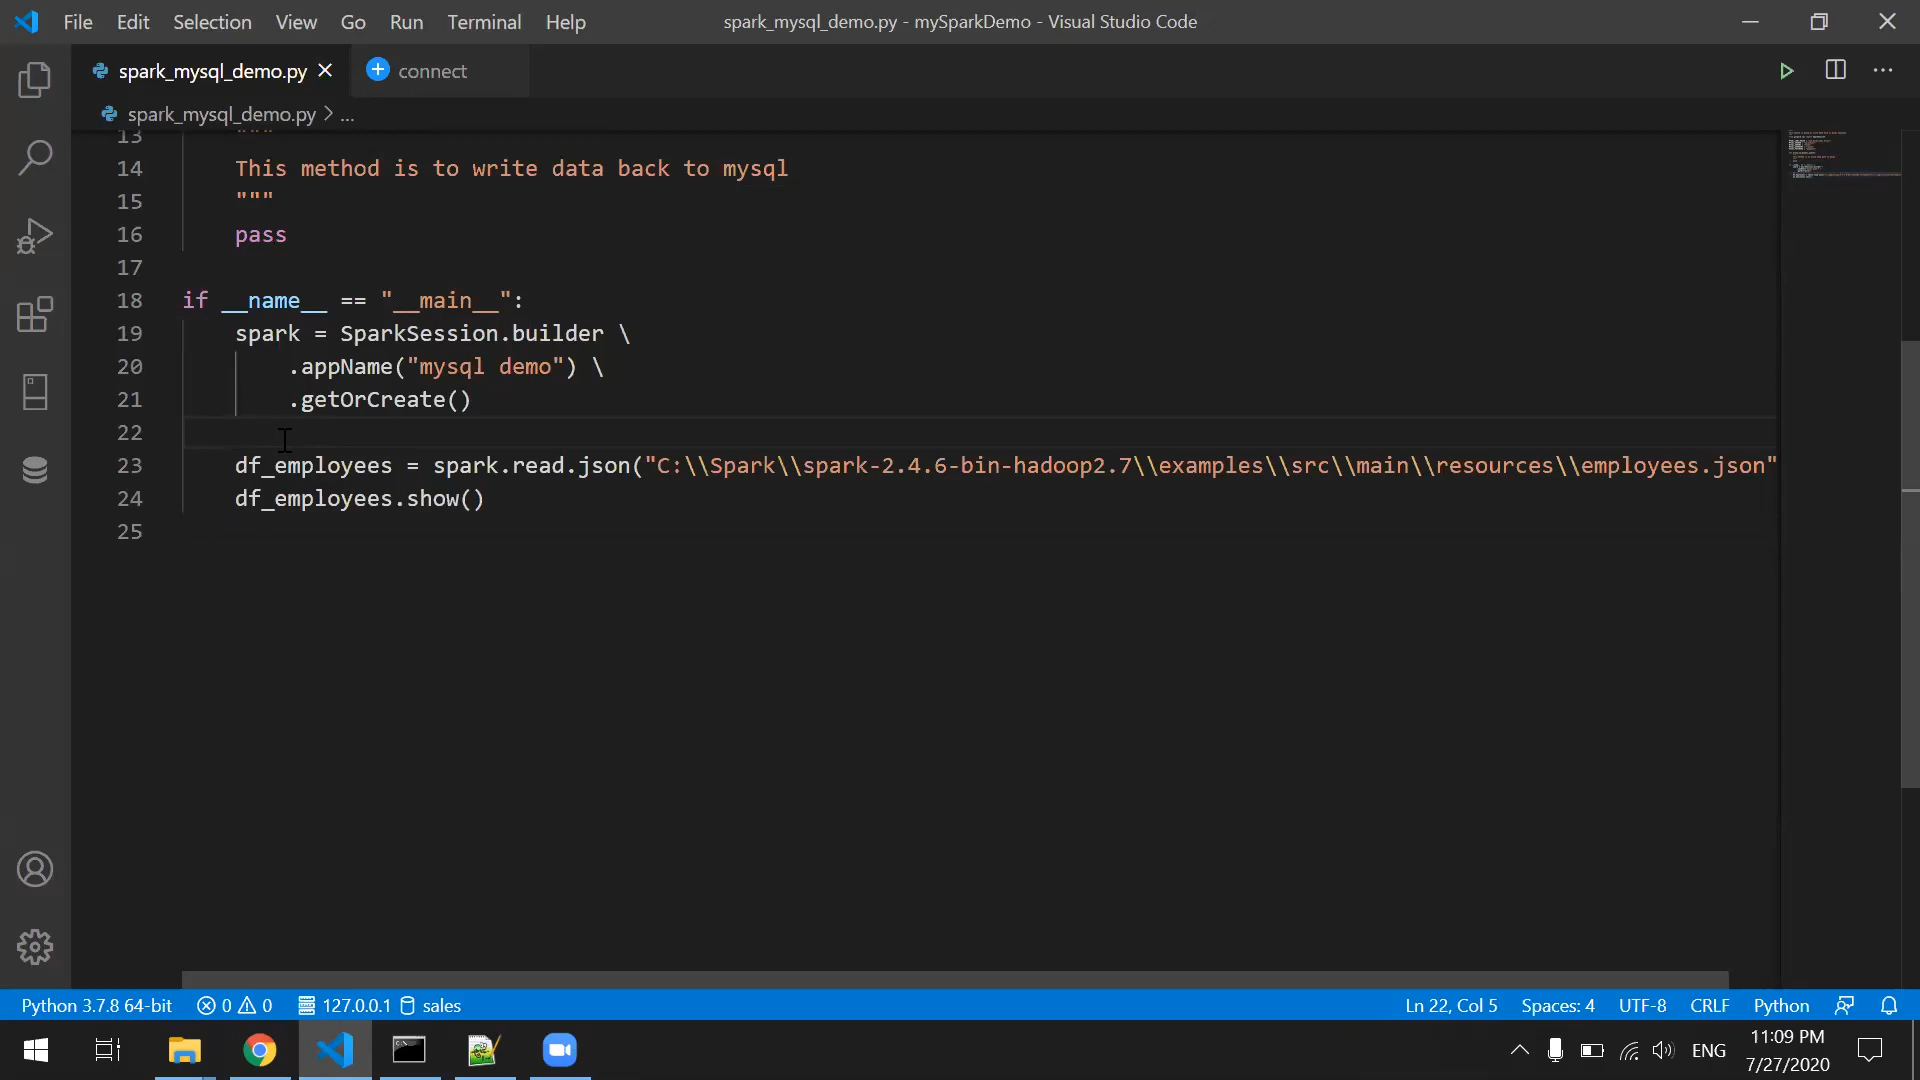 File Edit Selection View Go Run Terminal Help
spark_mysql_demo.py - mySparkDemo - Visual Studio Code
spark_mysql_demo.py
connect
spark_mysql_demo.py > ...
13 """
14 This method is to write data back to mysql
15 """
16 pass
17
18 if __name__ == "__main__":
19 spark = SparkSession.builder \
20 .appName("mysql demo") \
21 .getOrCreate()
22
23 df_employees = spark.read.json("C:\\Spark\\spark-2.4.6-bin-hadoop2.7\\examples\\src\\main\\resources\\employees.json"
24 df_employees.show()
25
Python 3.7.8 64-bit 0 0 127.0.0.1 sales
Ln 22, Col 5 Spaces: 4 UTF-8 CRLF Python
ENG
11:09 PM
7/27/2020